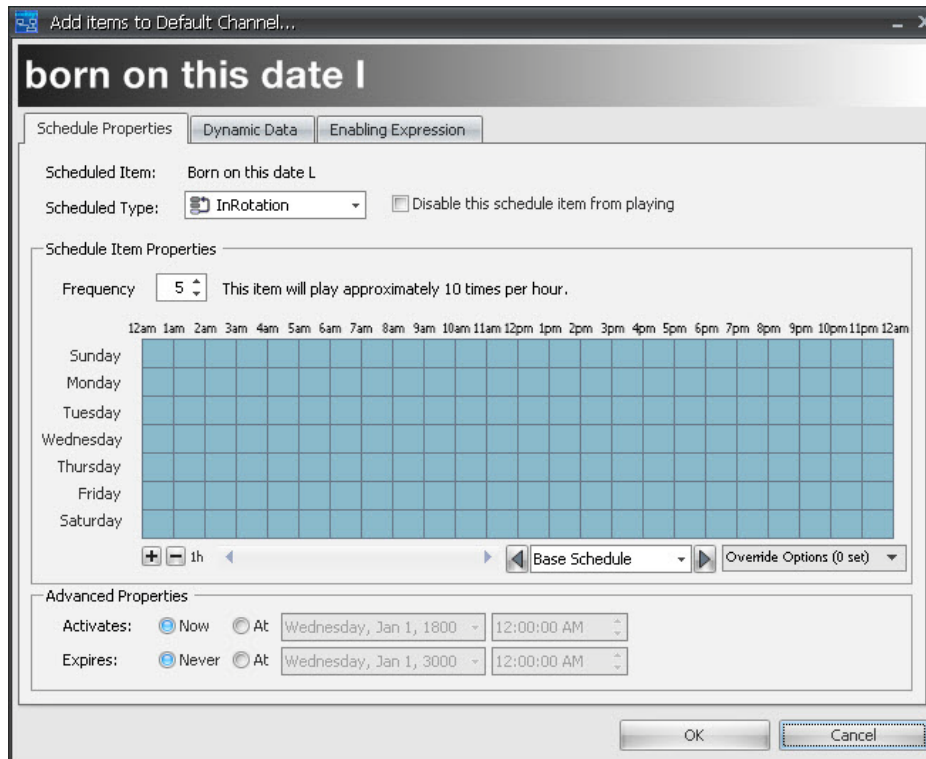 Add items to Default Channel...
born on this date l
Schedule Properties Dynamic Data Enabling Expression
Scheduled Item: Born on this date L
Scheduled Type: InRotation Disable this schedule item from playing
Schedule Item Properties
Frequency 5 This item will play approximately 10 times per hour.
12am 1am 2am 3am 4am 5am 6am 7am 8am 9am 10am 11am 12pm 1pm 2pm 3pm 4pm 5pm 6pm 7pm 8pm 9pm 10pm 11pm 12am
Sunday
Monday
Tuesday
Wednesday
Thursday
Friday
Saturday
1h Base Schedule Override Options (0 set)
Advanced Properties
Activates: Now At Wednesday, Jan 1, 1800 12:00:00 AM
Expires: Never At Wednesday, Jan 1, 3000 12:00:00 AM
OK Cancel